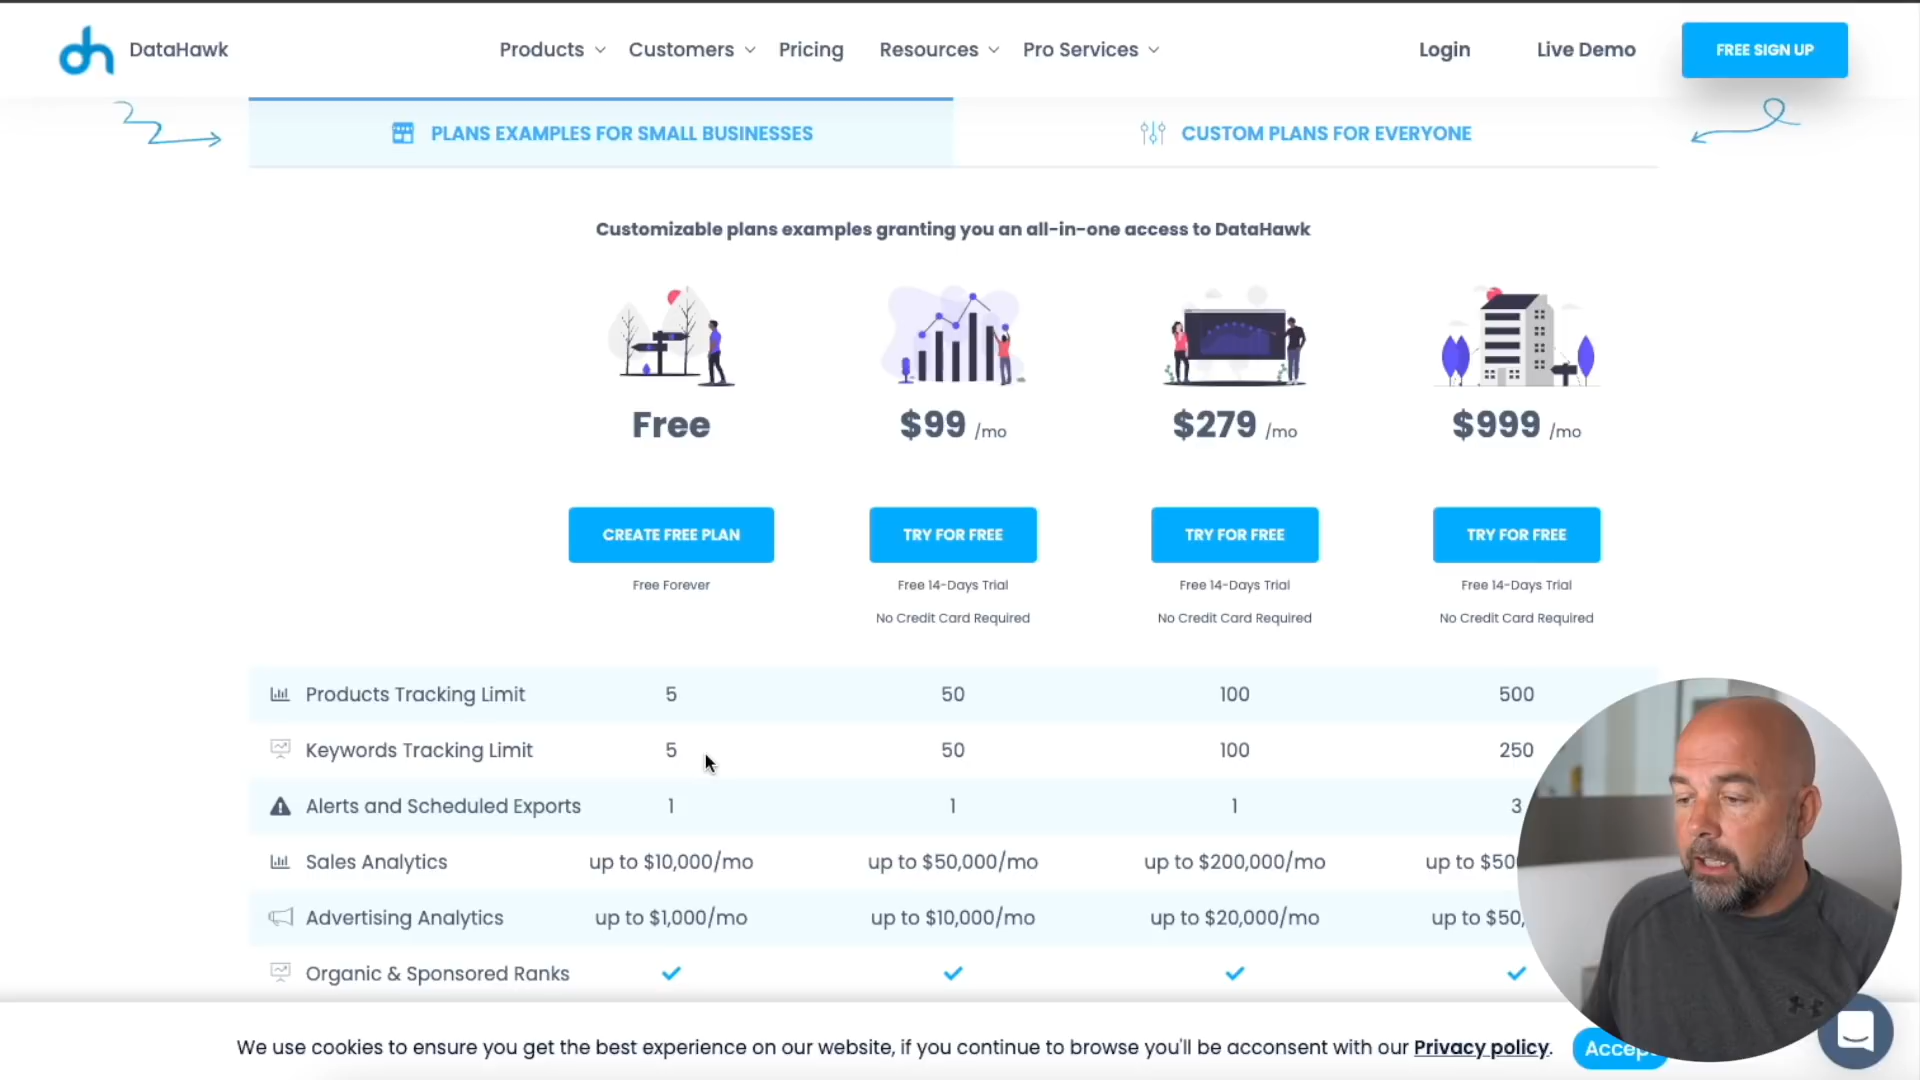 DataHawk
Products
Customers
Pricing
Resources
Pro Services
Login
Live Demo
FREE SIGN UP
PLANS EXAMPLES FOR SMALL BUSINESSES
CUSTOM PLANS FOR EVERYONE
Customizable plans examples granting you an all-in-one access to DataHawk
Free $99 /mo $279 /mo $999 /mo
CREATE FREE PLAN TRY FOR FREE TRY FOR FREE TRY FOR FREE
Free Forever Free 14-Days Trial Free 14-Days Trial Free 14-Days Trial
No Credit Card Required No Credit Card Required No Credit Card Required
Products Tracking Limit 5 50 100 500
Keywords Tracking Limit 5 50 100 250
Alerts and Scheduled Exports 1 1 1 3
Sales Analytics up to $10,000/mo up to $50,000/mo up to $200,000/mo up to $50
Advertising Analytics up to $1,000/mo up to $10,000/mo up to $20,000/mo up to $50,
Organic & Sponsored Ranks
We use cookies to ensure you get the best experience on our website, if you continue to browse you'll be acconsent with our Privacy policy.